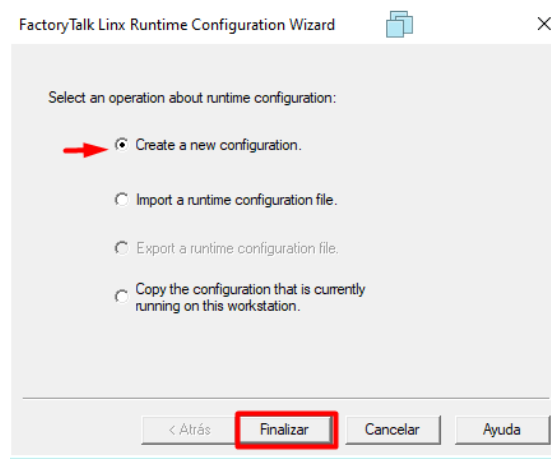 FactoryTalk Linx Runtime Configuration Wizard
Select an operation about runtime configuration:
Create a new configuration.
Import a runtime configuration file.
Export a runtime configuration file.
Copy the configuration that is currently
running on this workstation.
< Atrás Finalizar Cancelar Ayuda